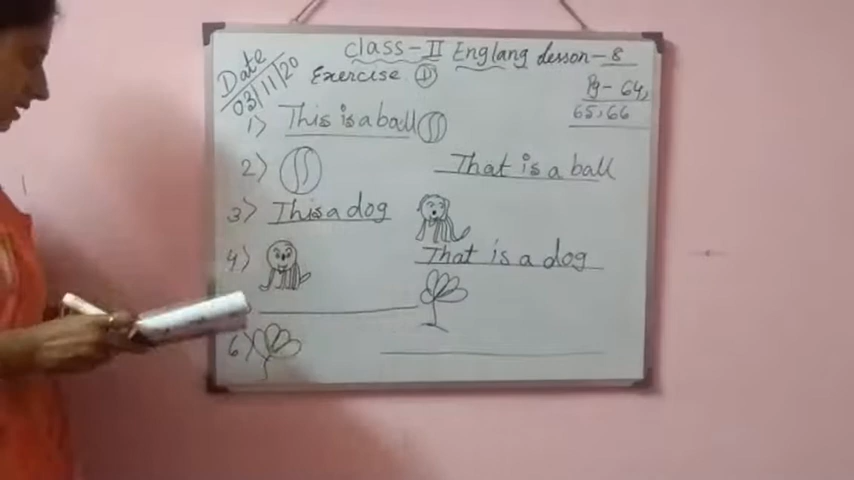 Date
03/11/20
Class - II Englang lesson - 8
Exercise ①
Pg - 64,
65, 66
1) This is a ball
2) That is a ball
3) This a dog
4) That is a dog
6)